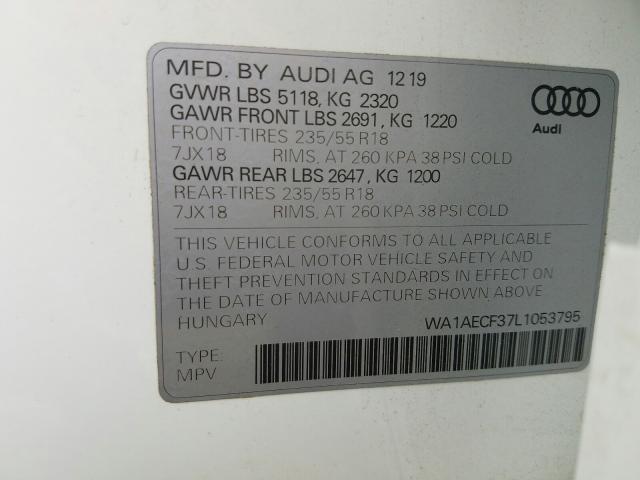 MFD. BY AUDI AG 12 19
GVWR LBS 5118, KG 2320
GAWR FRONT LBS 2691, KG 1220
FRONT-TIRES 235/55 R18
7JX18 RIMS, AT 260 KPA 38 PSI COLD
GAWR REAR LBS 2647, KG 1200
REAR-TIRES 235/55 R18
7JX18 RIMS, AT 260 KPA 38 PSI COLD
Audi
THIS VEHICLE CONFORMS TO ALL APPLICABLE
U.S. FEDERAL MOTOR VEHICLE SAFETY AND
THEFT PREVENTION STANDARDS IN EFFECT ON
THE DATE OF MANUFACTURE SHOWN ABOVE
HUNGARY WA1AECF37L1053795
TYPE:
MPV